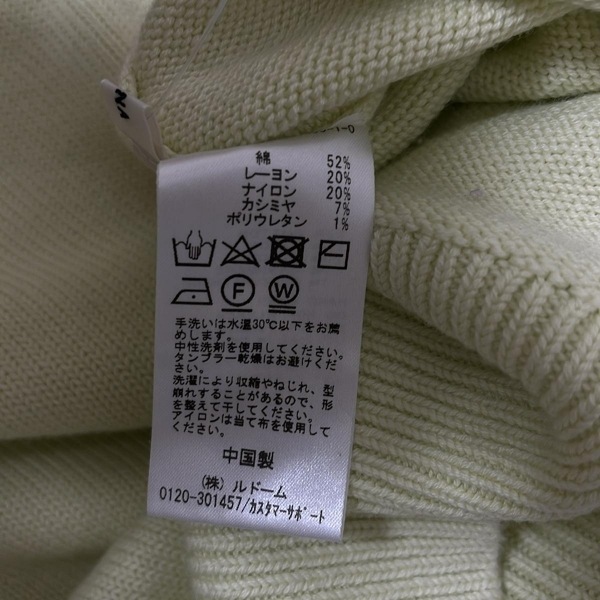 綿 52%
レーヨン 20%
ナイロン 20%
カシミヤ 7%
ポリウレタン 1%
F W
手洗いは水温30℃以下をお薦
めします。
中性洗剤を使用してください。
タンブラー乾燥はお避けくださ
い。
洗濯により収縮やねじれ、型
崩れすることがあるので、形
を整えて干してください。
アイロンは当て布を使用して
ください。
中国製
(株) ルドーム
0120-301457/カスタマーサポート